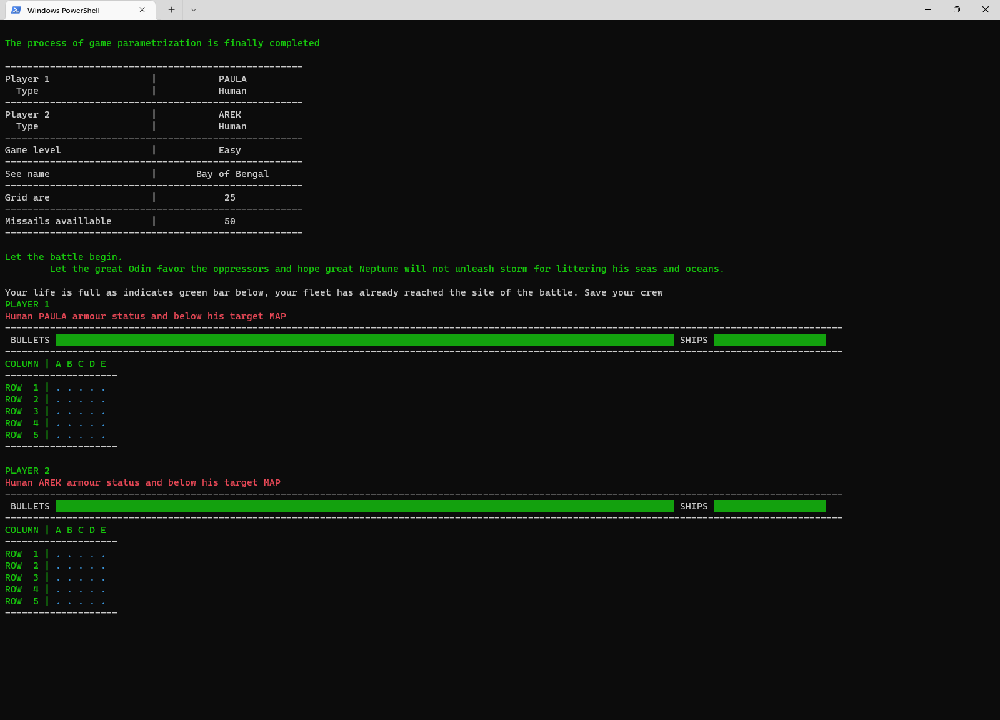 Windows PowerShell
The process of game parametrization is finally completed
-----------------------------------------------------
Player 1 | PAULA
Type | Human
-----------------------------------------------------
Player 2 | AREK
Type | Human
-----------------------------------------------------
Game level | Easy
-----------------------------------------------------
See name | Bay of Bengal
-----------------------------------------------------
Grid are | 25
-----------------------------------------------------
Missails availlable | 50
-----------------------------------------------------
Let the battle begin.
Let the great Odin favor the oppressors and hope great Neptune will not unleash storm for littering his seas and oceans.
Your life is full as indicates green bar below, your fleet has already reached the site of the battle. Save your crew
PLAYER 1
Human PAULA armour status and below his target MAP
-----------------------------------------------------------------------------------------------------------------------------------------------------
BULLETS SHIPS
-----------------------------------------------------------------------------------------------------------------------------------------------------
COLUMN | A B C D E
--------------------
ROW 1 | . . . . .
ROW 2 | . . . . .
ROW 3 | . . . . .
ROW 4 | . . . . .
ROW 5 | . . . . .
--------------------
PLAYER 2
Human AREK armour status and below his target MAP
-----------------------------------------------------------------------------------------------------------------------------------------------------
BULLETS SHIPS
-----------------------------------------------------------------------------------------------------------------------------------------------------
COLUMN | A B C D E
--------------------
ROW 1 | . . . . .
ROW 2 | . . . . .
ROW 3 | . . . . .
ROW 4 | . . . . .
ROW 5 | . . . . .
--------------------